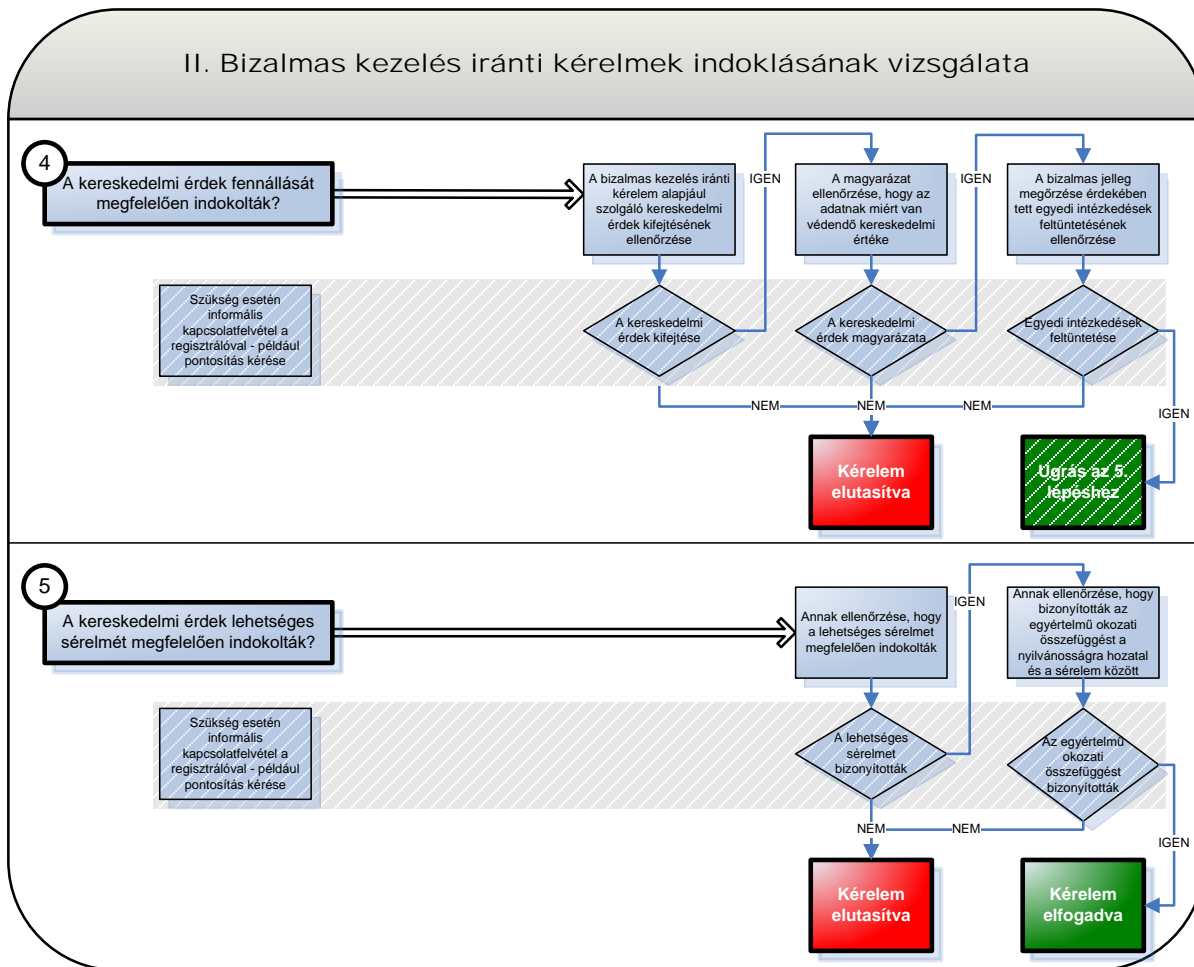 II. Bizalmas kezelés iránti kérelmek indoklásának vizsgálata
4
A kereskedelmi érdek fennállását
megfelelően indokolták?
A bizalmas kezelés iránti
kérelem alapjául
szolgáló kereskedelmi
érdek kifejtésének
ellenőrzése
IGEN
A magyarázat
ellenőrzése, hogy az
adatnak miért van
védendő kereskedelmi
értéke
IGEN
A bizalmas jelleg
megőrzése érdekében
tett egyedi intézkedések
feltüntetésének
ellenőrzése
Szükség esetén
informális
kapcsolatfelvétel a
regisztrálóval - például
pontosítás kérése
A kereskedelmi
érdek kifejtése
A kereskedelmi
érdek magyarázata
Egyedi intézkedések
feltüntetése
NEM
NEM
NEM
IGEN
Kérelem
elutasítva
Ugrás az 5.
lépéshez
5
A kereskedelmi érdek lehetséges
sérelmét megfelelően indokolták?
Annak ellenőrzése, hogy
a lehetséges sérelmet
megfelelően indokolták
IGEN
Annak ellenőrzése, hogy
bizonyították az
egyértelmű okozati
összefüggést a
nyilvánosságra hozatal
és a sérelem között
Szükség esetén
informális
kapcsolatfelvétel a
regisztrálóval - például
pontosítás kérése
A lehetséges
sérelmet
bizonyították
Az egyértelmű
okozati
összefüggést
bizonyították
NEM
NEM
IGEN
Kérelem
elutasítva
Kérelem
elfogadva